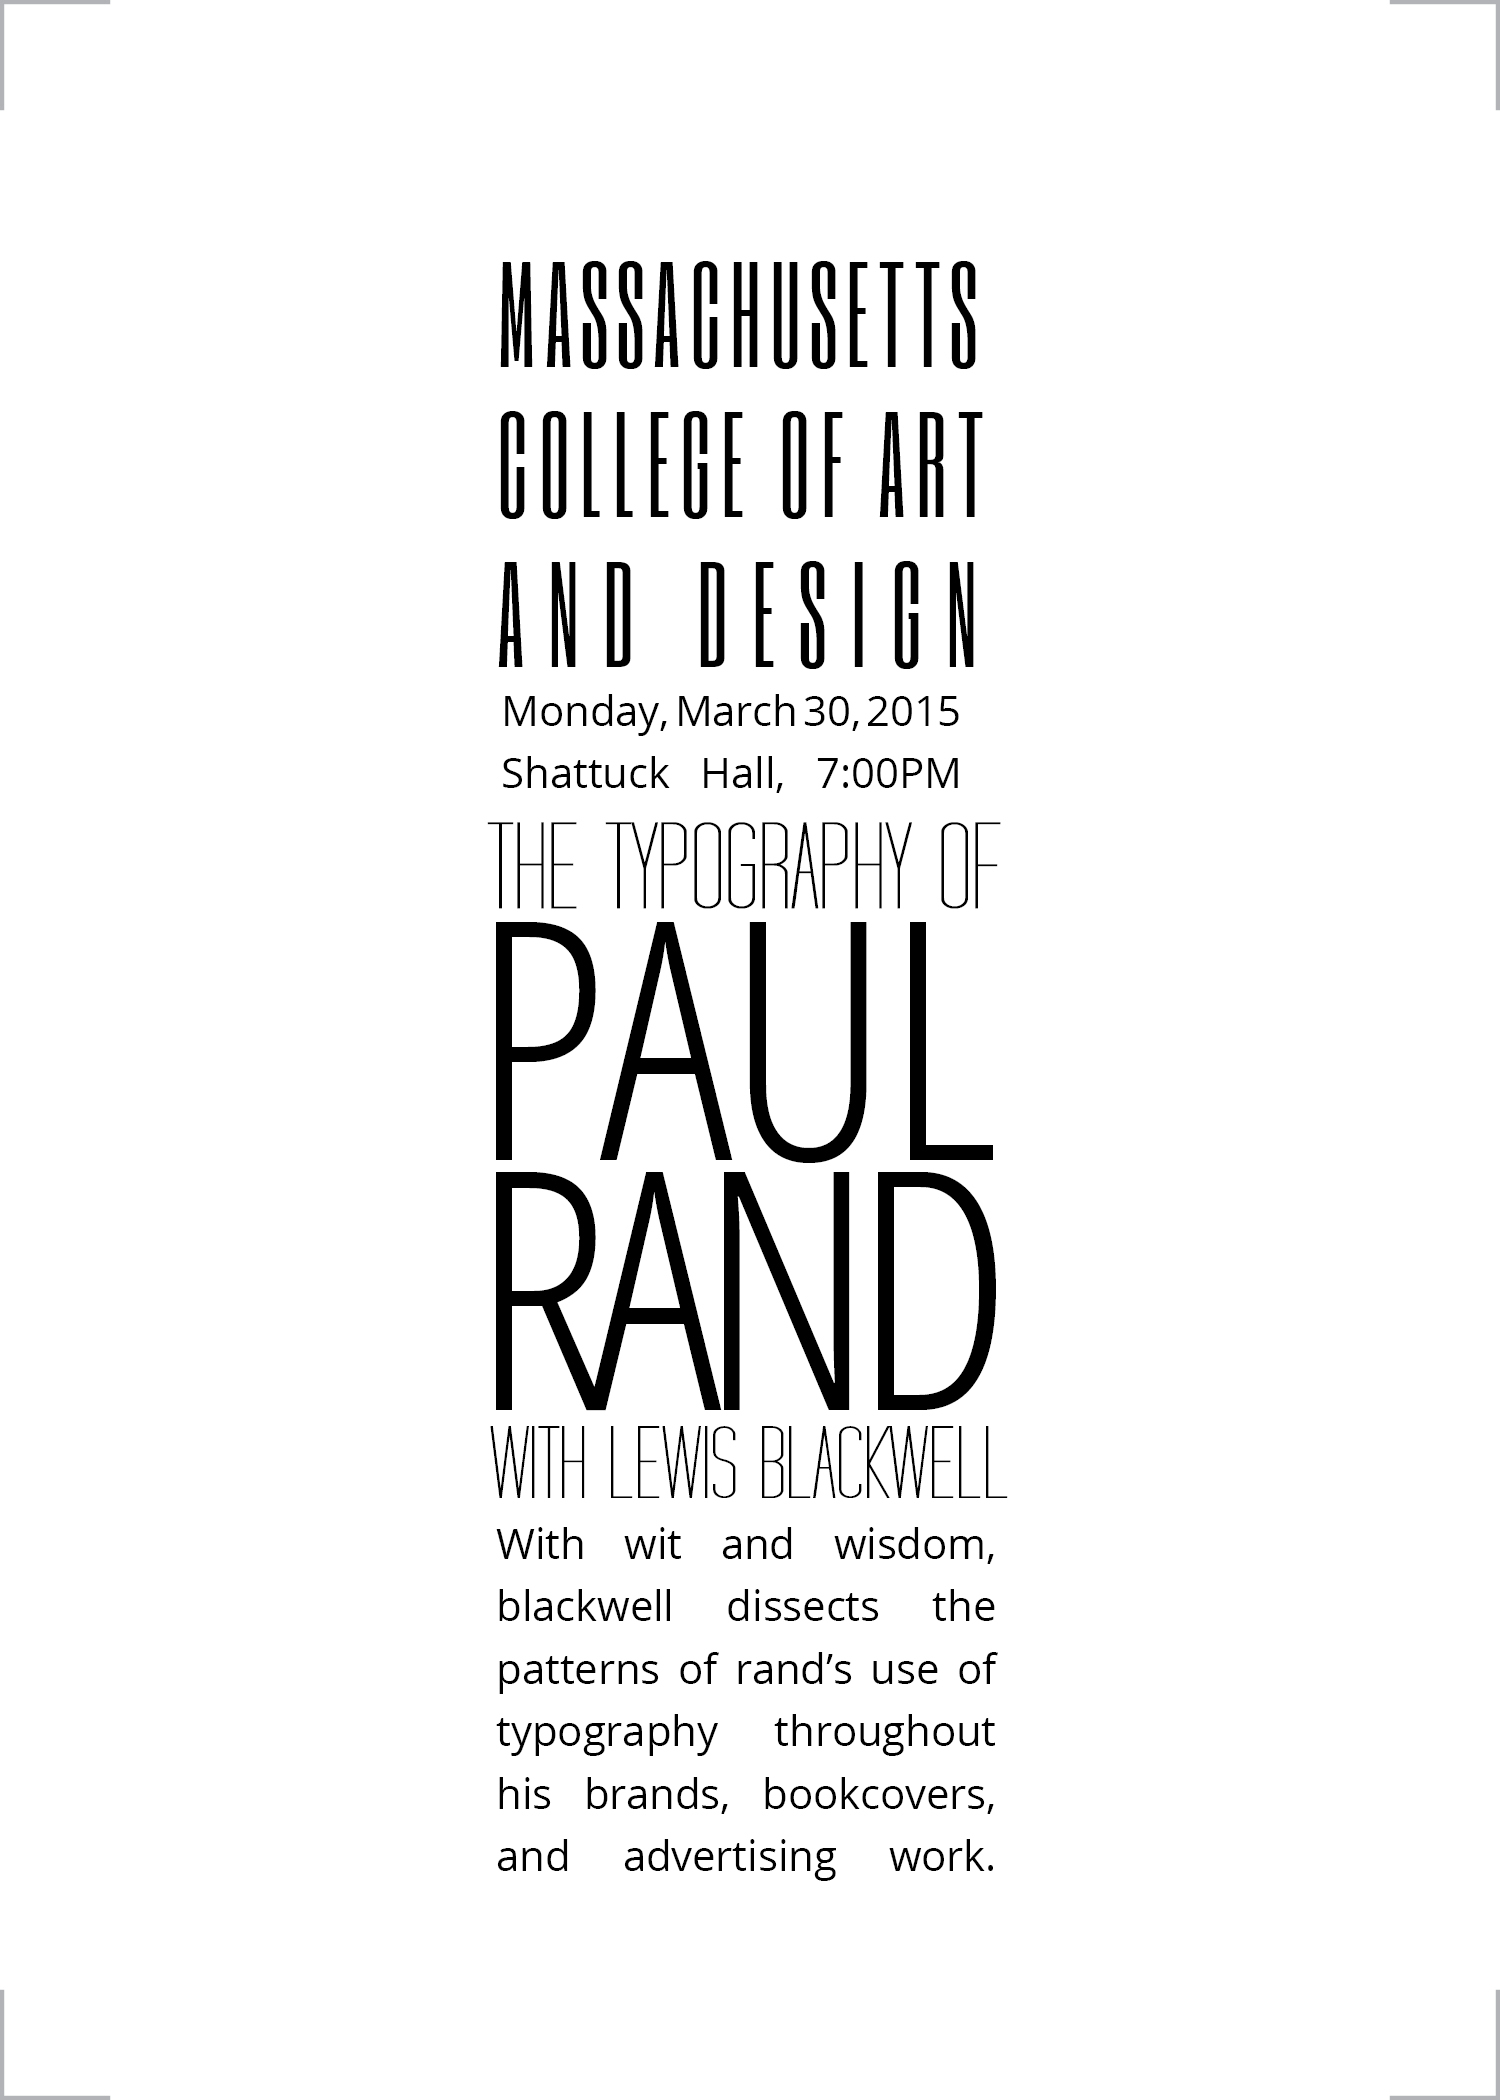 MASSACHUSETTS
COLLEGE OF ART
AND DESIGN
Monday, March 30, 2015
Shattuck Hall, 7:00PM
THE TYPOGRAPHY OF
PAUL
RAND
WITH LEWIS BLACKWELL
With wit and wisdom,
blackwell dissects the
patterns of rand’s use of
typography throughout
his brands, bookcovers,
and advertising work.